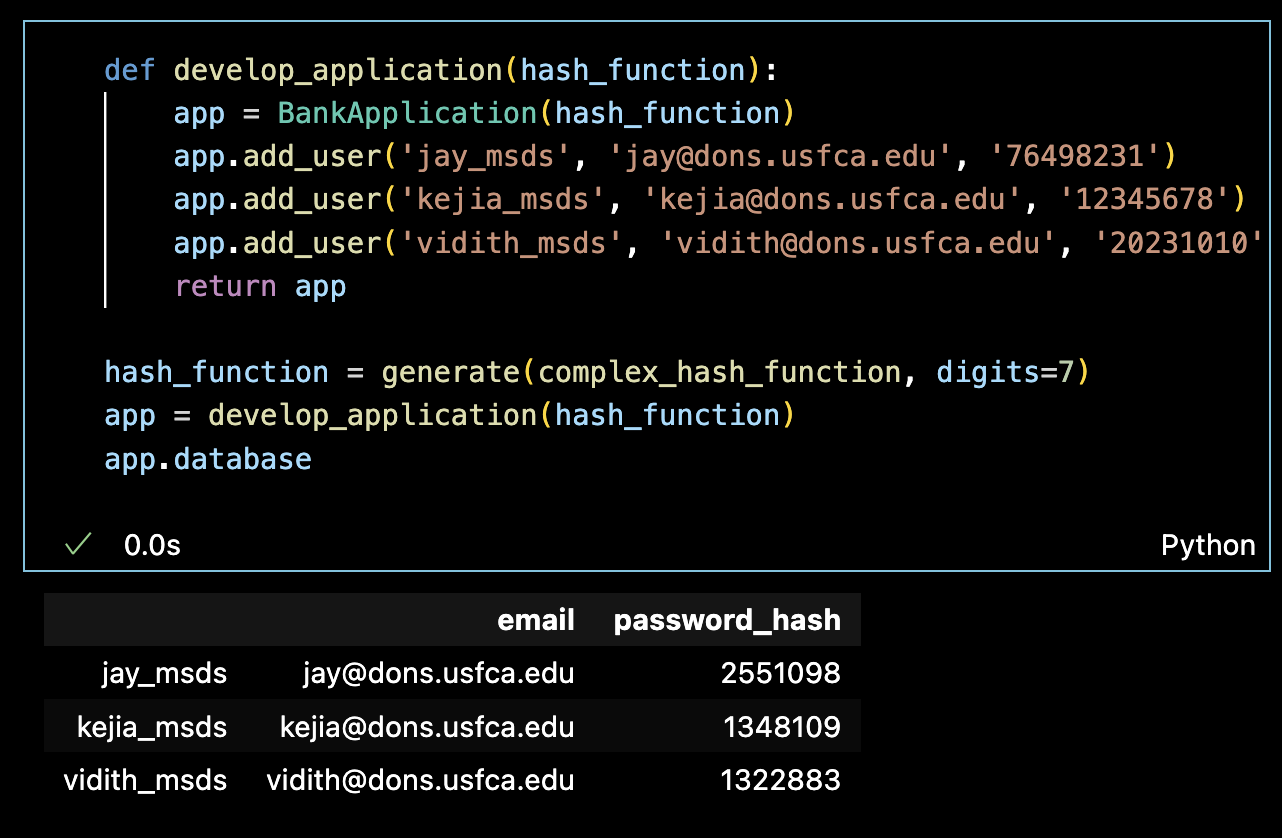 def develop_application(hash_function):
    app = BankApplication(hash_function)
    app.add_user('jay_msds', 'jay@dons.usfca.edu', '76498231')
    app.add_user('kejia_msds', 'kejia@dons.usfca.edu', '12345678')
    app.add_user('vidith_msds', 'vidith@dons.usfca.edu', '20231010'
    return app
hash_function = generate(complex_hash_function, digits=7)
app = develop_application(hash_function)
app.database
✓ 0.0s Python
email password_hash
jay_msds jay@dons.usfca.edu 2551098
kejia_msds kejia@dons.usfca.edu 1348109
vidith_msds vidith@dons.usfca.edu 1322883